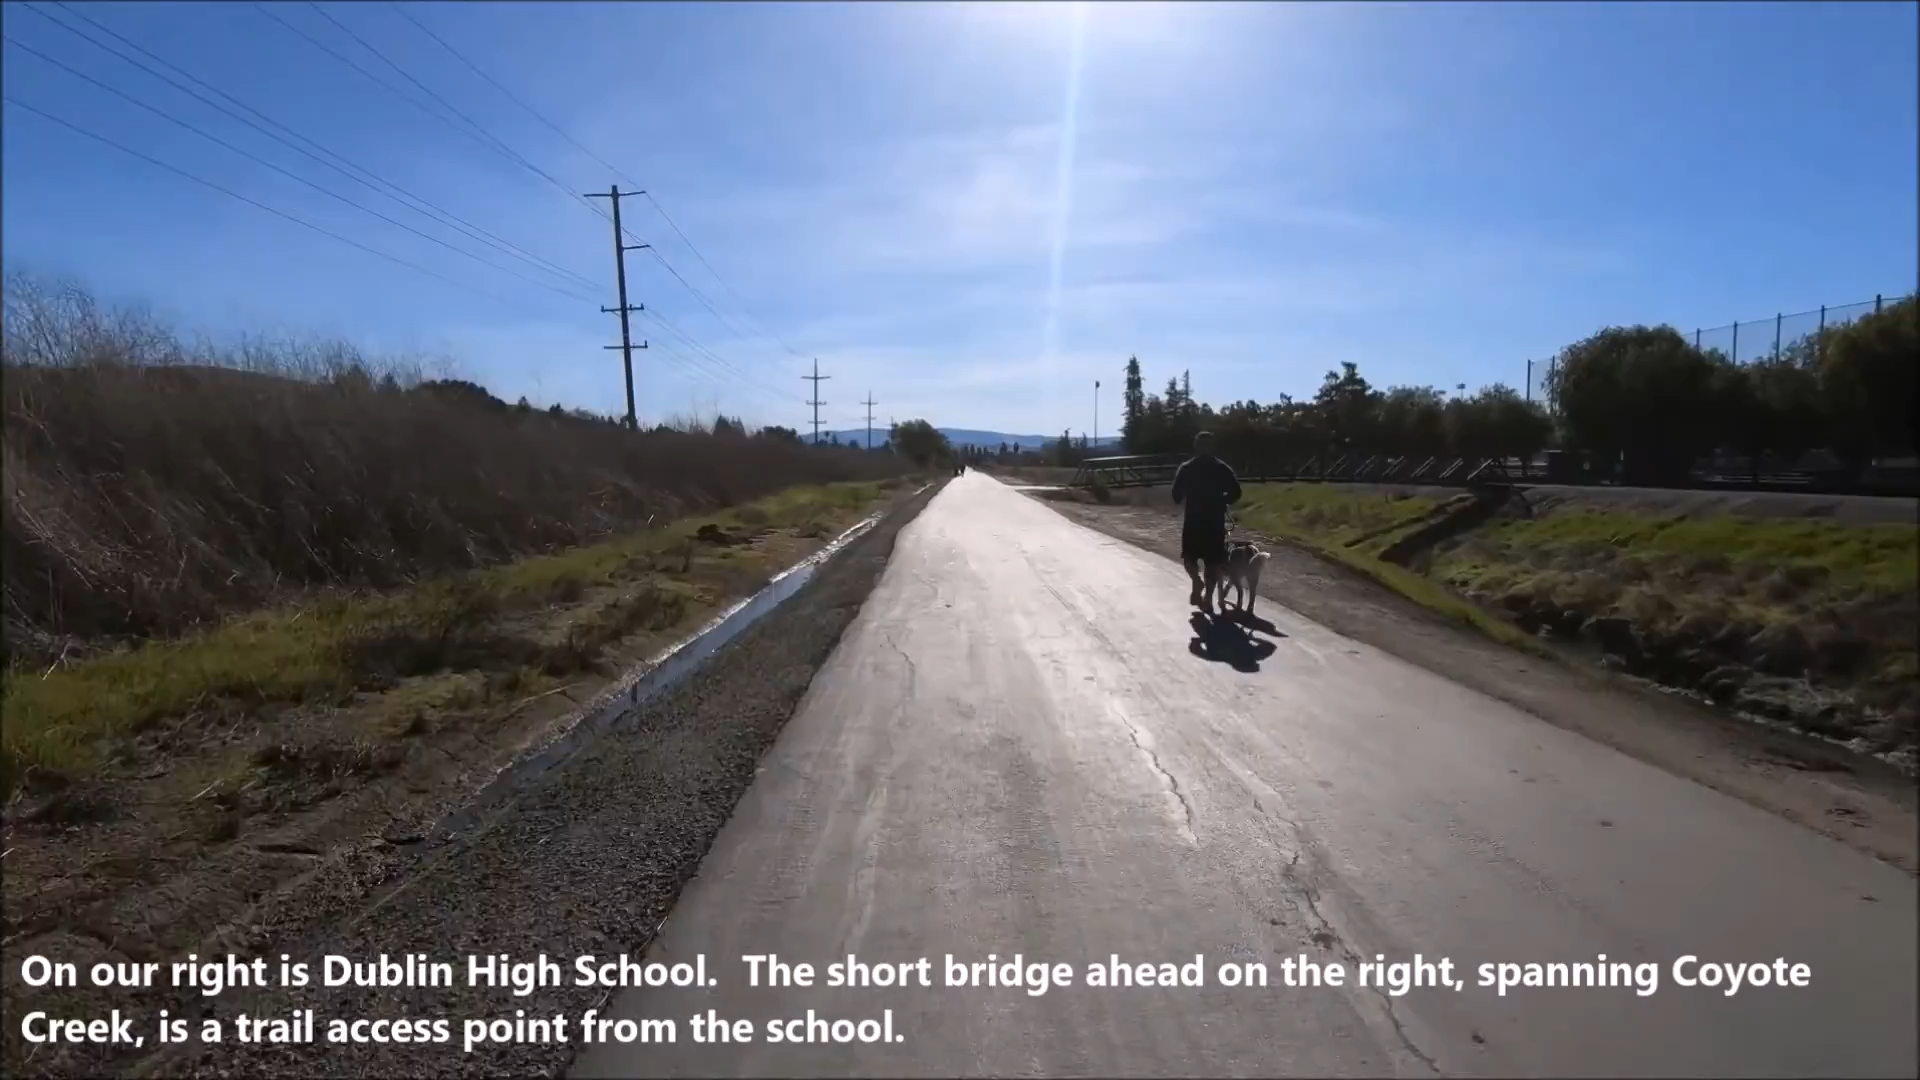 On our right is Dublin High School.  The short bridge ahead on the right, spanning Coyote
Creek, is a trail access point from the school.